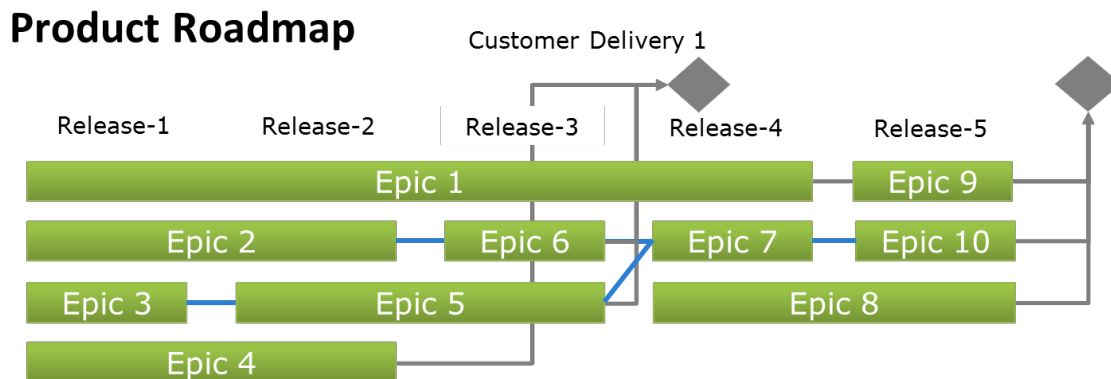 Product Roadmap
Customer Delivery 1
Release-1
Release-2
Release-3
Release-4
Release-5
Epic 1
Epic 9
Epic 2
Epic 6
Epic 7
Epic 10
Epic 3
Epic 5
Epic 8
Epic 4